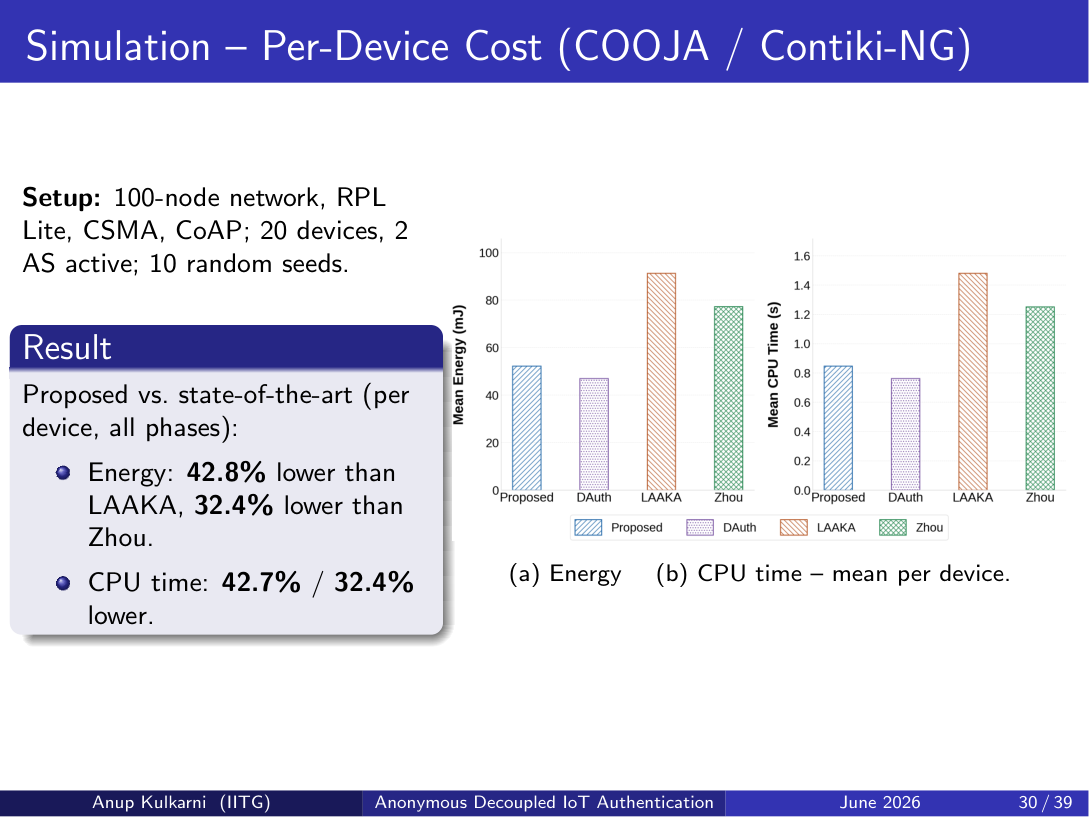 Simulation – Per-Device Cost (COOJA / Contiki-NG)
Setup: 100-node network, RPL
Lite, CSMA, CoAP; 20 devices, 2
AS active; 10 random seeds.
Result
Proposed vs. state-of-the-art (per
device, all phases):
Energy: 42.8% lower than
LAAKA, 32.4% lower than
Zhou.
CPU time: 42.7% / 32.4%
lower.
Mean Energy (mJ)
100
80
60
40
20
0
Proposed DAuth LAAKA Zhou
Mean CPU Time (s)
1.6
1.4
1.2
1.0
0.8
0.6
0.4
0.2
0.0
Proposed DAuth LAAKA Zhou
Proposed DAuth LAAKA Zhou
(a) Energy (b) CPU time – mean per device.
Anup Kulkarni (IITG) Anonymous Decoupled IoT Authentication June 2026 30 / 39